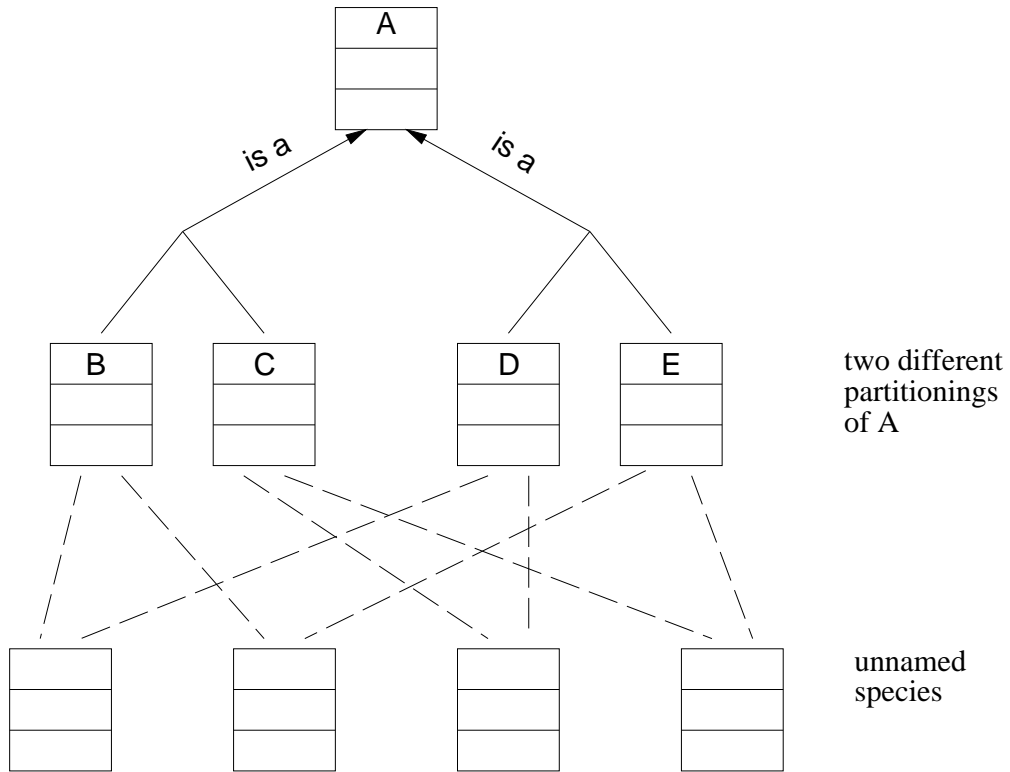 A
is a
is a
B
C
D
E
two different
partitionings
of A
unnamed
species